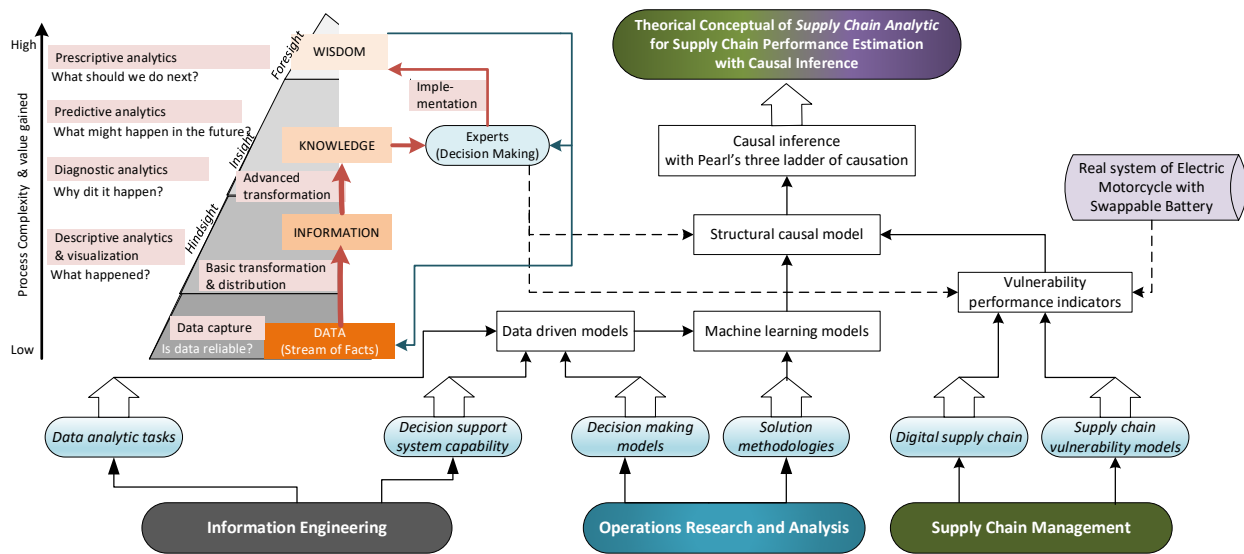 High
Process Complexity & value gained
Low
Prescriptive analytics
What should we do next?
Predictive analytics
What might happen in the future?
Diagnostic analytics
Why dit it happen?
Descriptive analytics
& visualization
What happened?
Foresight
Insight
Hindsight
WISDOM
Imple-
mentation
KNOWLEDGE
Experts
(Decision Making)
Advanced
transformation
INFORMATION
Basic transformation
& distribution
Data capture
Is data reliable?
DATA
(Stream of Facts)
Theorical Conceptual of Supply Chain Analytic
for Supply Chain Performance Estimation
with Causal Inference
Causal inference
with Pearl's three ladder of causation
Real system of Electric
Motorcycle with
Swappable Battery
Structural causal model
Vulnerability
performance indicators
Data driven models
Machine learning models
Data analytic tasks
Decision support
system capability
Decision making
models
Solution
methodologies
Digital supply chain
Supply chain
vulnerability models
Information Engineering
Operations Research and Analysis
Supply Chain Management